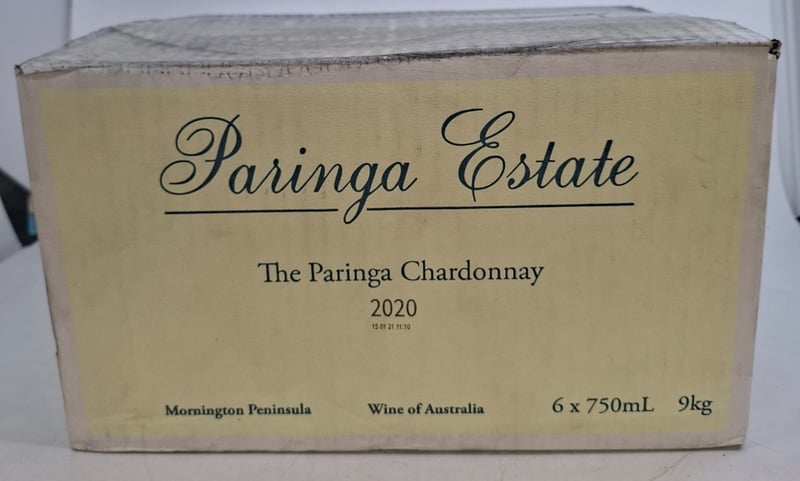 Paringa Estate
The Paringa Chardonnay
2020
15 01 21 11:10
Mornington Peninsula Wine of Australia 6 x 750mL 9kg